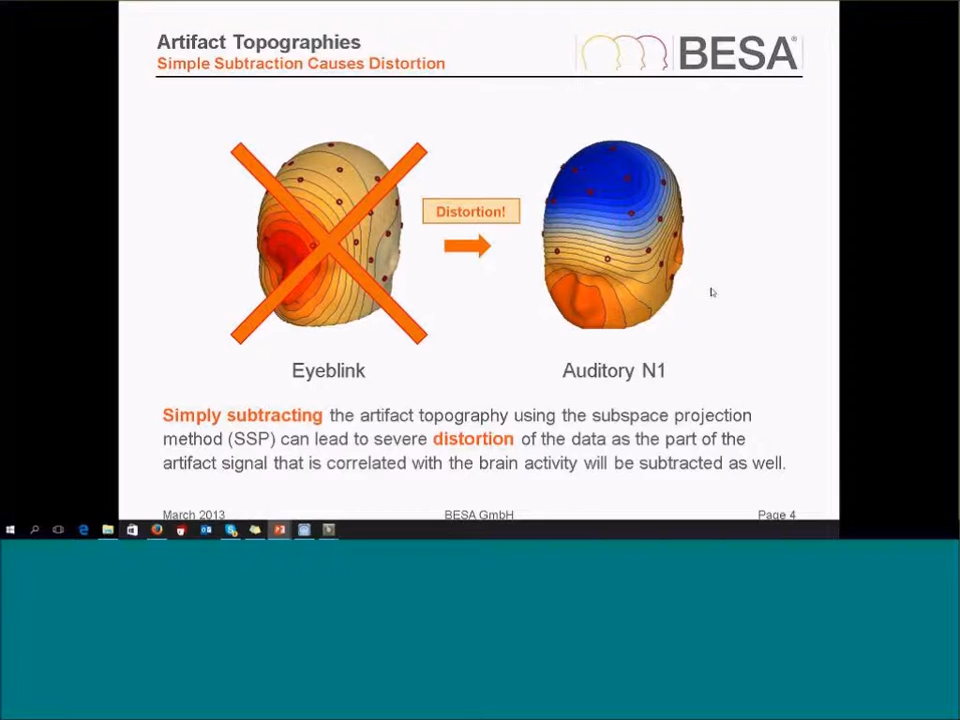 Artifact Topographies
Simple Subtraction Causes Distortion
BESA®
Distortion!
Eyeblink
Auditory N1
Simply subtracting the artifact topography using the subspace projection
method (SSP) can lead to severe distortion of the data as the part of the
artifact signal that is correlated with the brain activity will be subtracted as well.
March 2013
BESA GmbH
Page 4